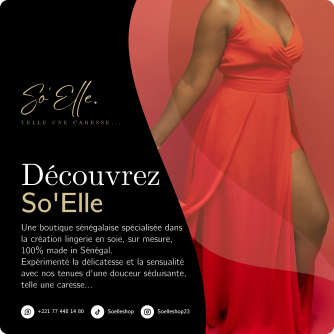 So'Elle.
TELLE UNE CARESSE...
Découvrez
So'Elle
Une boutique sénégalaise spécialisée dans
la création lingerie en soie, sur mesure,
100% made in Sénégal.
Expérimenté la délicatesse et la sensualité
avec nos tenues d'une douceur séduisante,
telle une caresse...
+221 77 448 14 80
Soelleshop
Soelleshop23